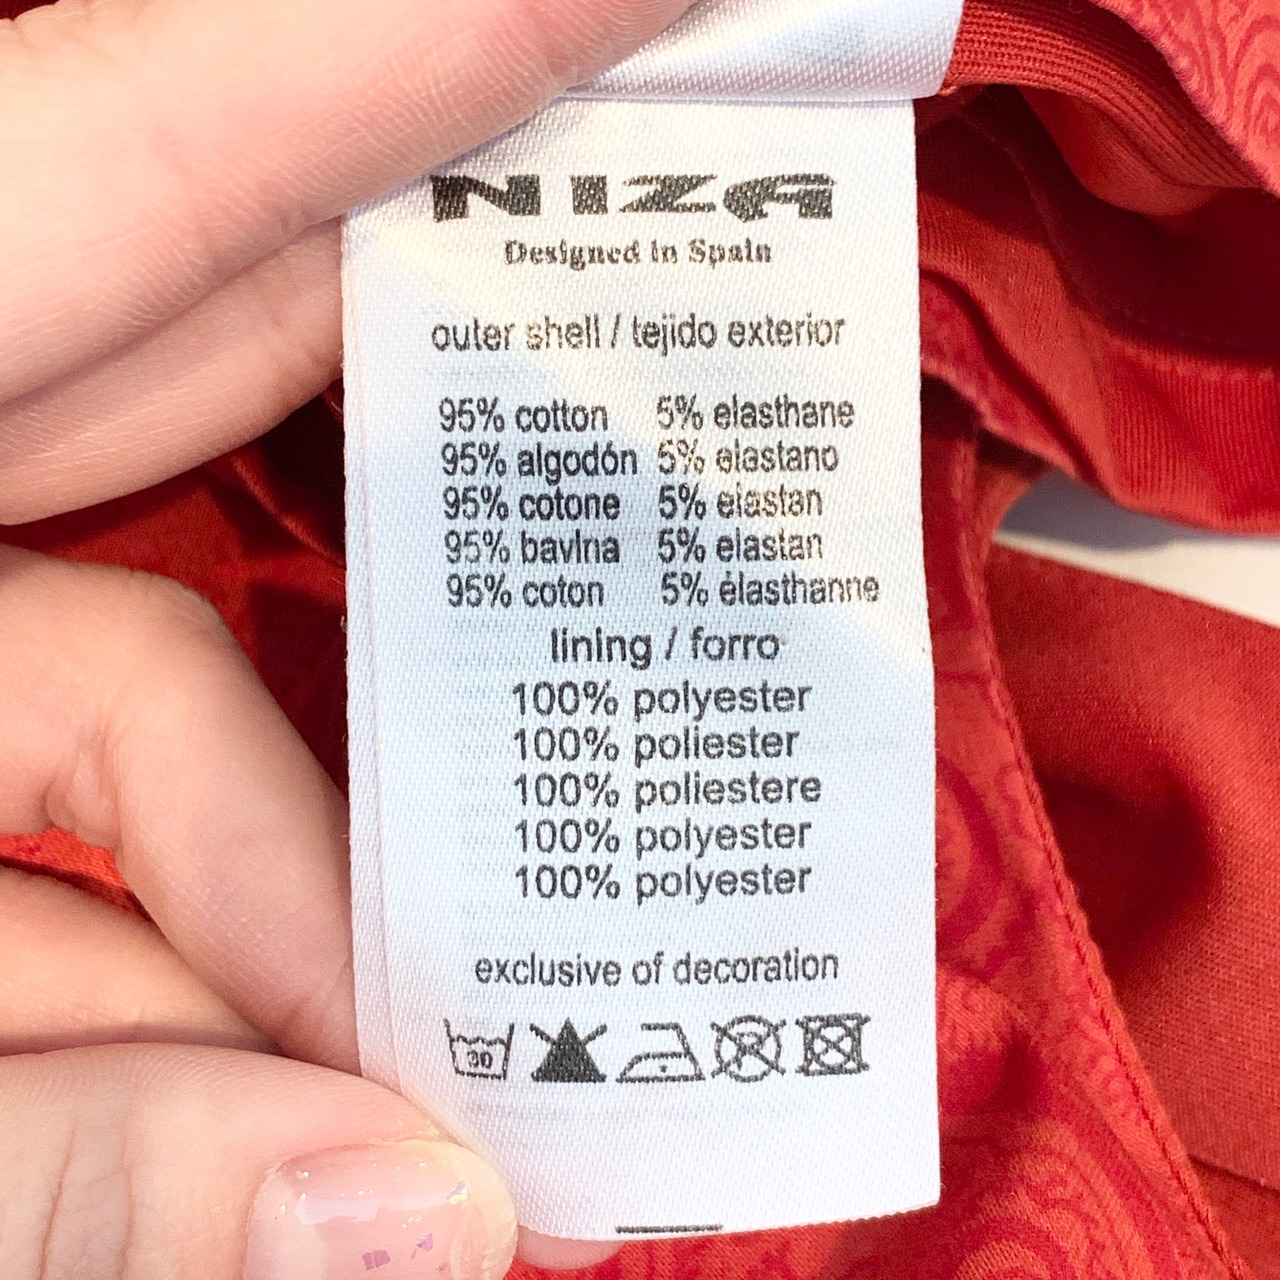 NIZA
Designed in Spain
outer shell / tejido exterior
95% cotton 5% elasthane
95% algodón 5% elastano
95% cotone 5% elastan
95% bavlna 5% elastan
95% coton 5% élasthanne
lining / forro
100% polyester
100% poliester
100% poliestere
100% polyester
100% polyester
exclusive of decoration
30 R